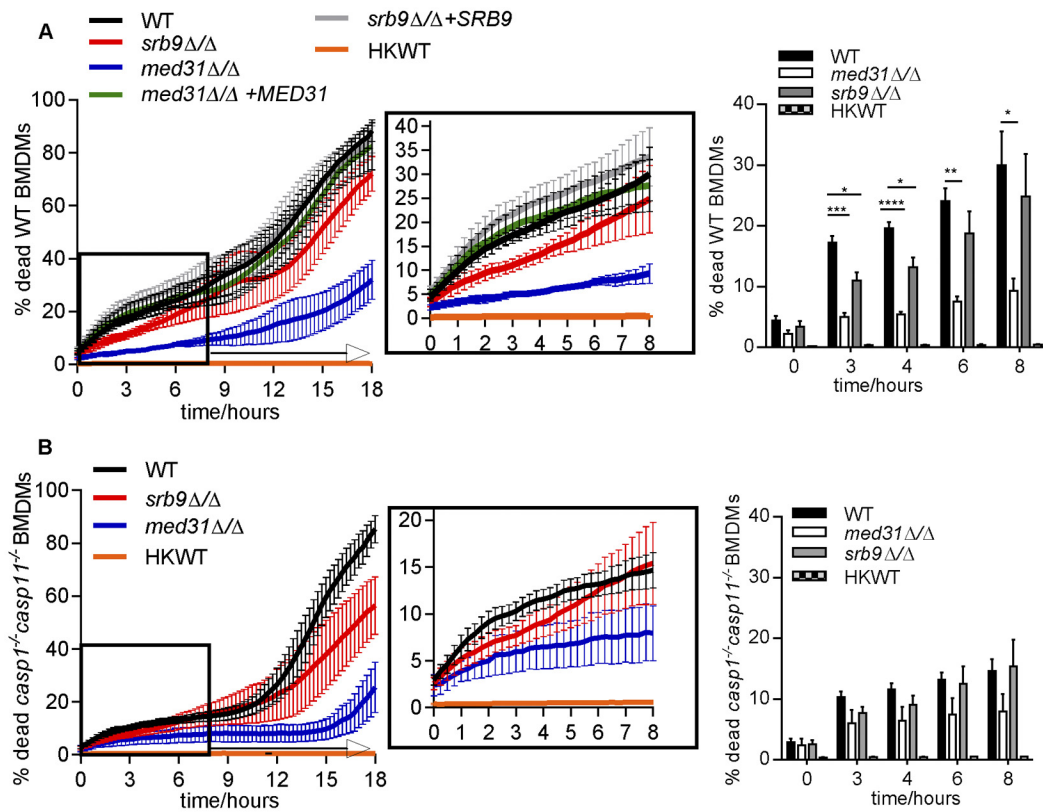 A
WT
srb9Δ/Δ
med31Δ/Δ
med31Δ/Δ +MED31
srb9Δ/Δ+SRB9
HKWT
% dead WT BMDMs
100
80
60
40
20
0
0 3 6 9 12 15 18
time/hours
40
35
30
25
20
15
10
5
0
0 1 2 3 4 5 6 7 8
WT
med31Δ/Δ
srb9Δ/Δ
HKWT
% dead WT BMDMs
40
30
20
10
0
* *** * **** ** *
0 3 4 6 8
time/hours
B
WT
srb9Δ/Δ
med31Δ/Δ
HKWT
% dead casp1-/-casp11-/- BMDMs
100
80
60
40
20
0
0 3 6 9 12 15 18
time/hours
20
15
10
5
0
0 1 2 3 4 5 6 7 8
WT
med31Δ/Δ
srb9Δ/Δ
HKWT
% dead casp1-/-casp11-/- BMDMs
40
30
20
10
0
0 3 4 6 8
time/hours